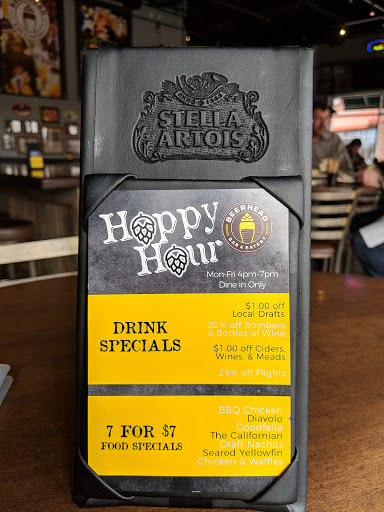 STELLA
ARTOIS
Hoppy
Hour
BEERHEAD
BAR & EATERY
Mon-Fri 4pm-7pm
Dine in Only
DRINK
SPECIALS
$1.00 off
Local Drafts
20% off Bombers
& Bottles of Wine
$1.00 off Ciders,
Wines, & Meads
25% off Flights
7 FOR $7
FOOD SPECIALS
BBQ Chicken
Diavolo
Goodfella
The Californian
Draft Nachos
Seared Yellowfin
Chicken & Waffles